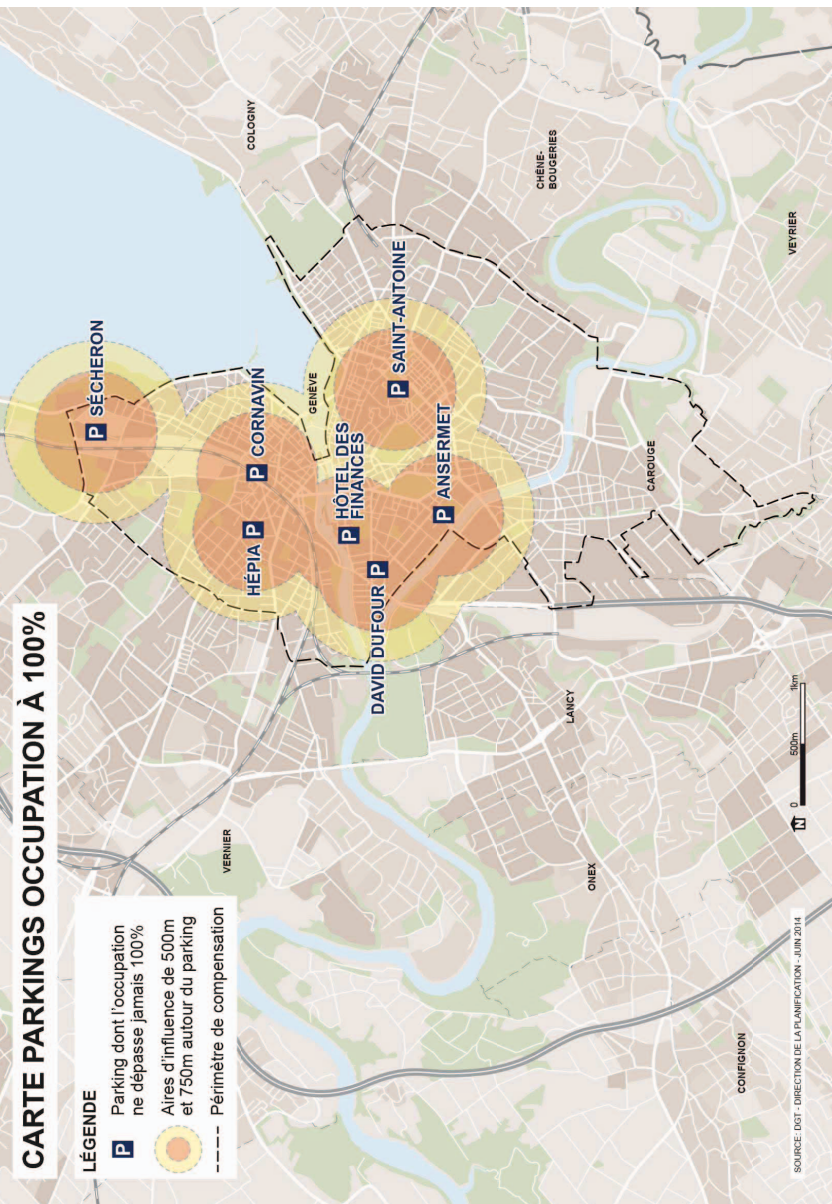 CARTE PARKINGS OCCUPATION À 100%
LÉGENDE
P
Parking dont l'occupation
ne dépasse jamais 100%
Aires d'influence de 500m
et 750m autour du parking
Périmètre de compensation
P SÉCHERON
COLOGNY
P CORNAVIN
HÉPIA P
GENÈVE
P HÔTEL DES
FINANCES
P SAINT-ANTOINE
DAVID DUFOUR P
P ANSERMET
CHÊNE-
BOUGERIES
VEYRIER
CAROUGE
VERNIER
LANCY
ONEX
CONFIGNON
N
0
500m
1km
SOURCE: DGT - DIRECTION DE LA PLANIFICATION - JUIN 2014